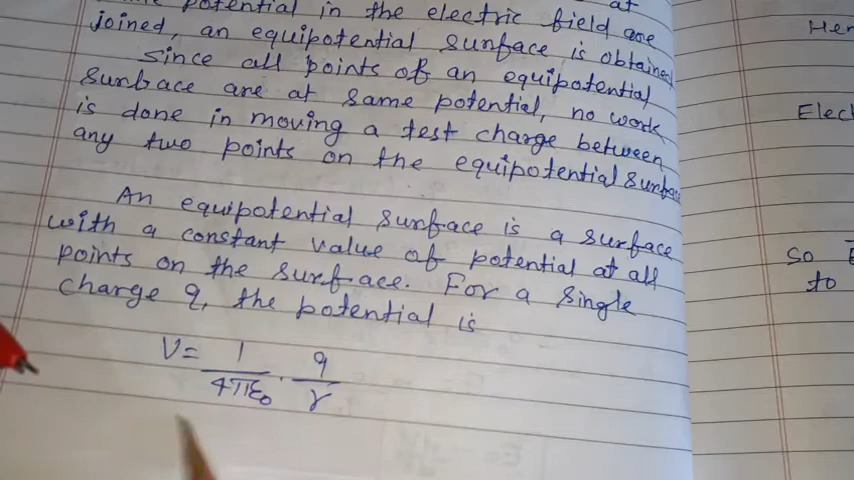 potential in the electric field are
joined, an equipotential surface is obtained
Since all points of an equipotential
surface are at same potential, no work
is done in moving a test charge between
any two points on the equipotential surface
An equipotential surface is a surface
with a constant value of potential at all
points on the surface. For a single
charge q, the potential is
V = 1/4πε₀ · q/r
Her
Elect
So
to